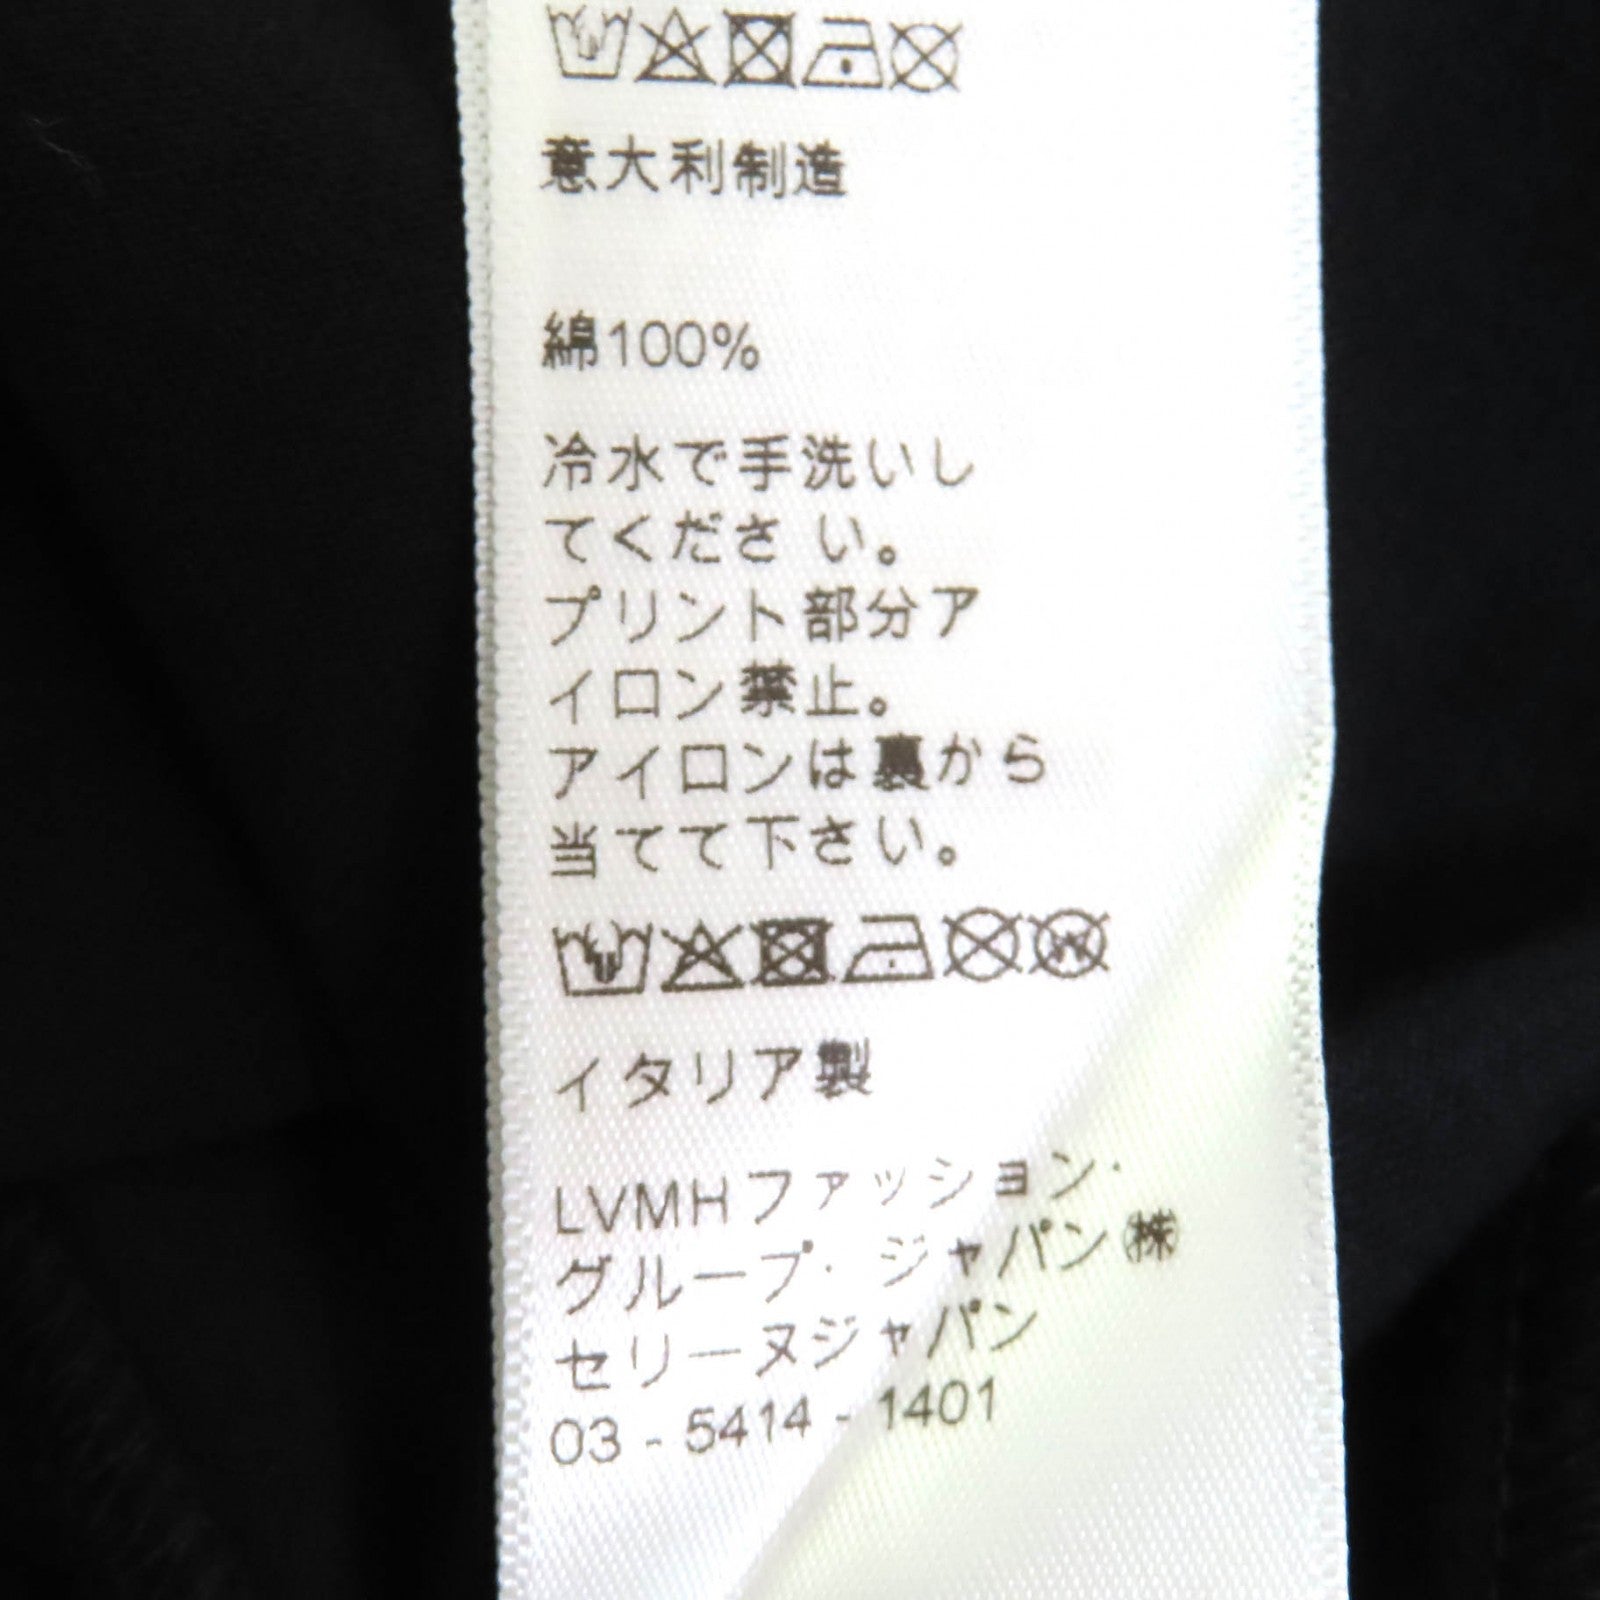 意大利制造
綿100%
冷水で手洗いし
てください。
プリント部分ア
イロン禁止。
アイロンは裏から
当てて下さい。
イタリア製
LVMHファッション・
グループ・ジャパン㈱
セリーヌジャパン
03-5414-1401